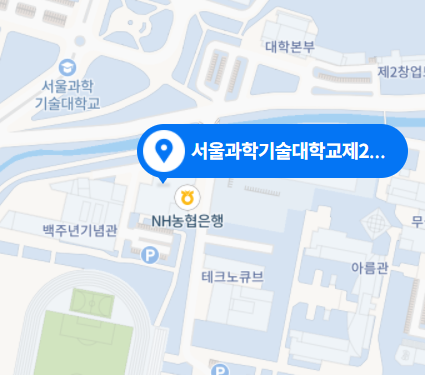 대학본부
제2창업보
서울과학
기술대학교
서울과학기술대학교제2...
NH농협은행
백주년기념관
P
무
아름관
테크노큐브
P